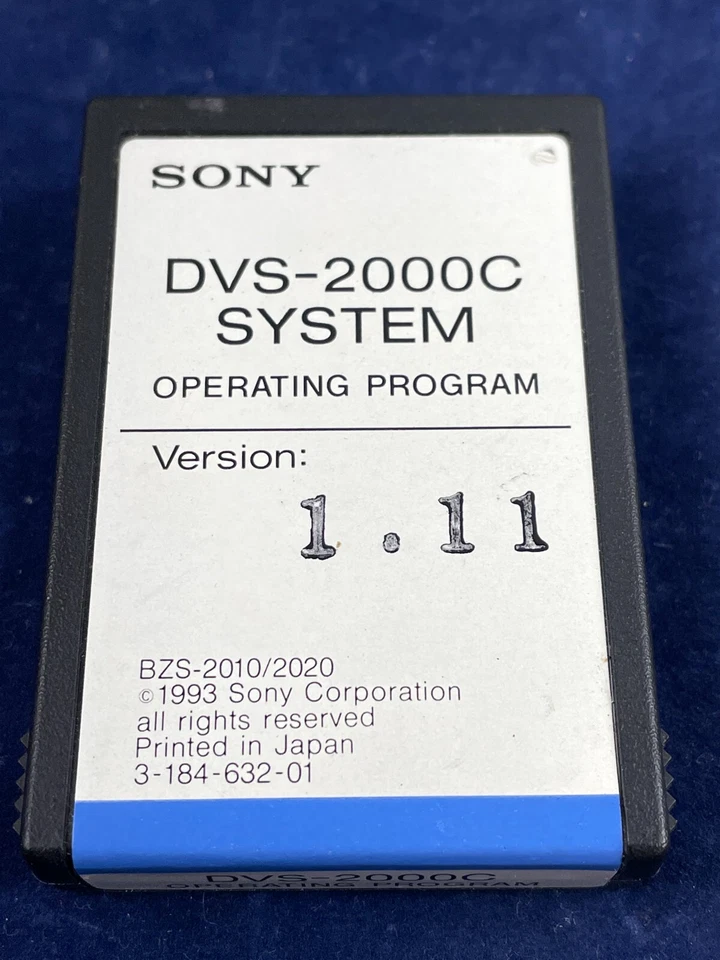 SONY
DVS-2000C
SYSTEM
OPERATING PROGRAM
Version:
1.11
BZS-2010/2020
©1993 Sony Corporation
all rights reserved
Printed in Japan
3-184-632-01
DVS-2000C
OPERATING PROGRAM